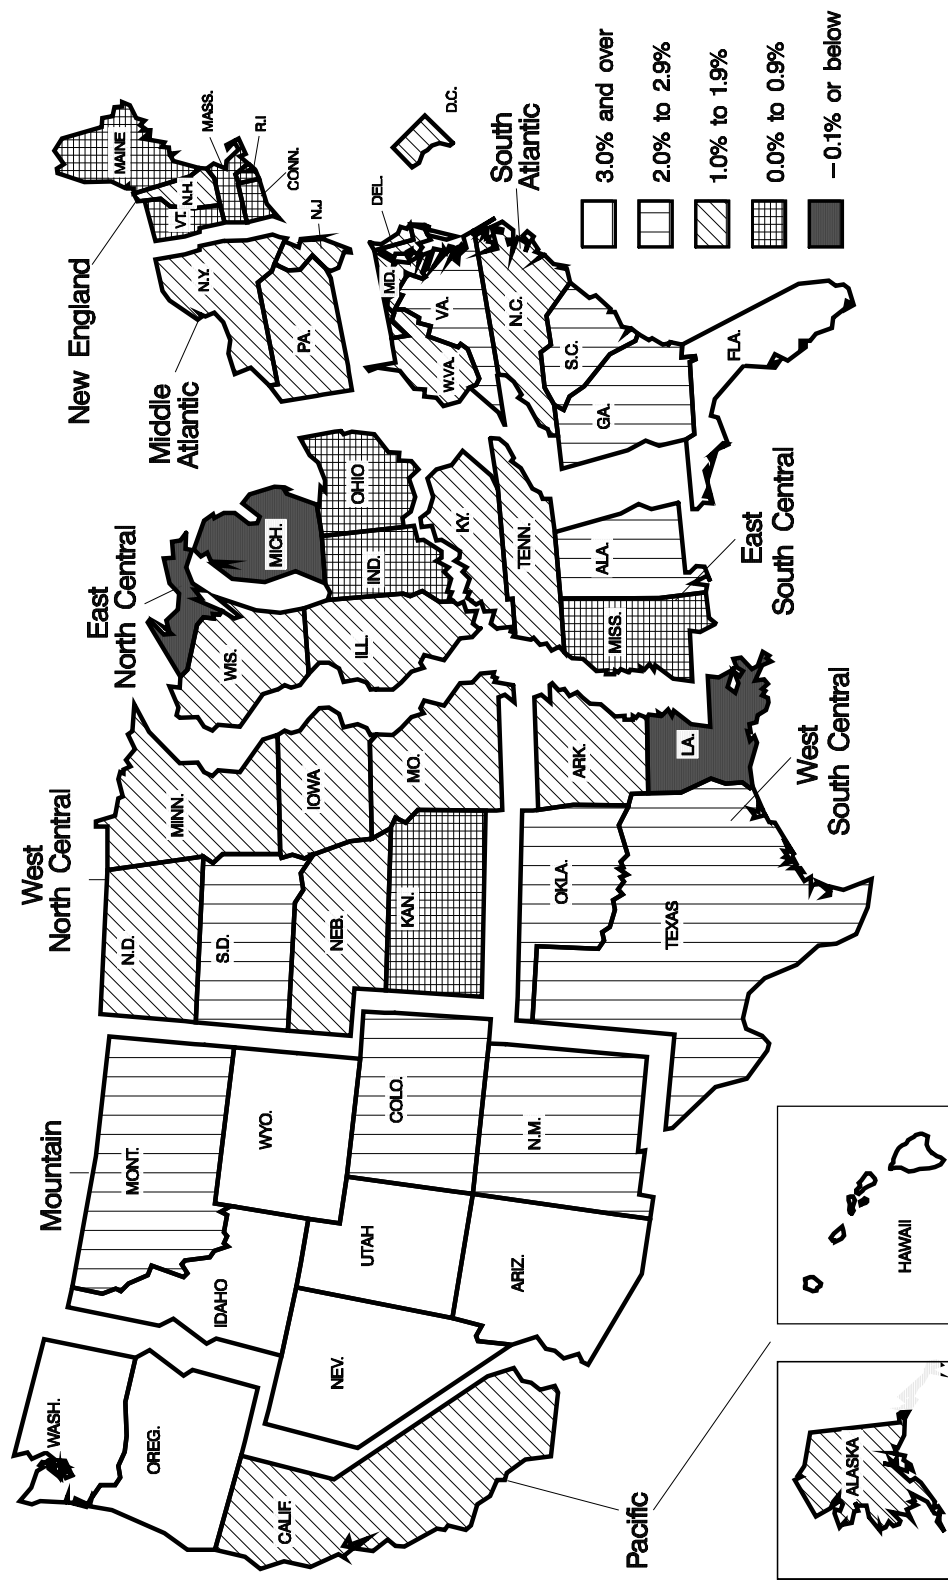 Pacific
Mountain
West
North Central
East
North Central
Middle
Atlantic
New England
WASH.
OREG.
CALIF.
NEV.
IDAHO
MONT.
WYO.
UTAH
COLO.
ARIZ.
N.M.
N.D.
S.D.
NEB.
KAN.
MINN.
IOWA
MO.
OKLA.
TEXAS
ARK.
LA.
WIS.
MICH.
ILL.
IND.
OHIO
KY.
TENN.
MISS.
ALA.
GA.
FLA.
S.C.
N.C.
VA.
W.VA.
MD.
DEL.
D.C.
PA.
N.Y.
N.J
VT.
N.H.
MAINE
MASS.
R.I
CONN.
ALASKA
HAWAII
West
South Central
East
South Central
South
Atlantic
3.0% and over
2.0% to 2.9%
1.0% to 1.9%
0.0% to 0.9%
−0.1% or below